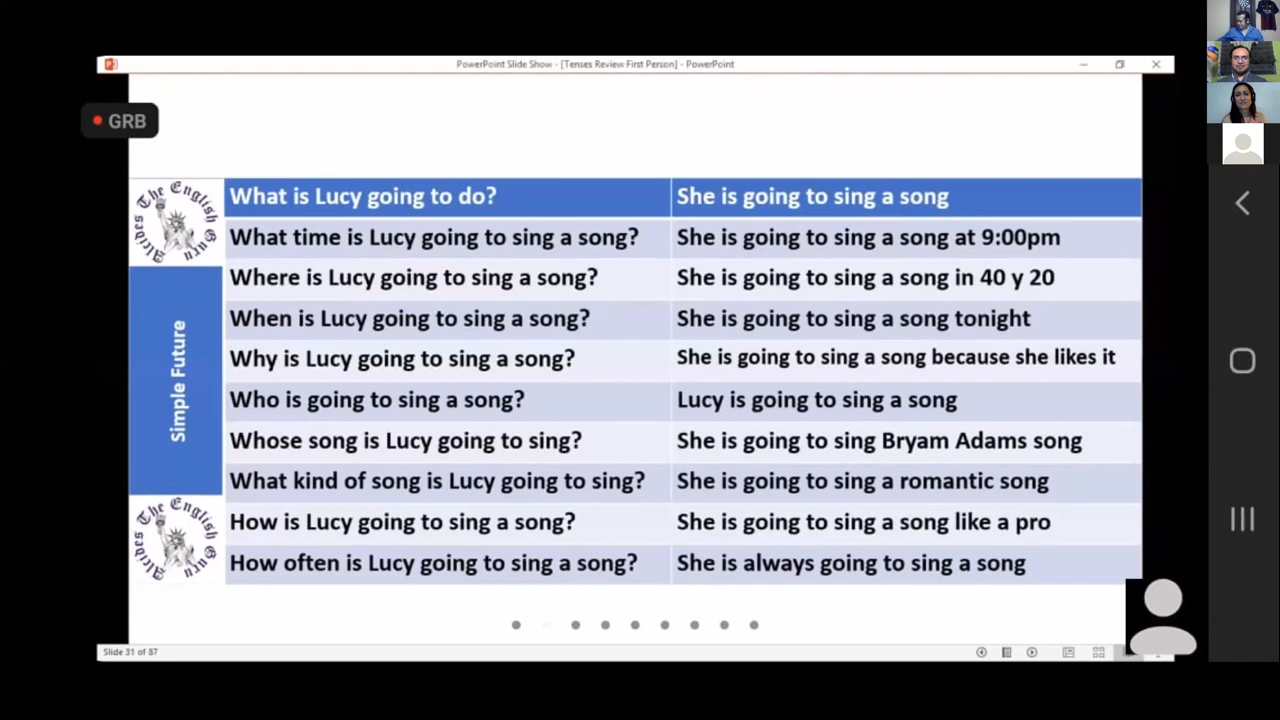 PowerPoint Slide Show - [Tenses Review First Person] - PowerPoint
GRB
The English Guru
Alcides
What is Lucy going to do? She is going to sing a song
What time is Lucy going to sing a song? She is going to sing a song at 9:00pm
Where is Lucy going to sing a song? She is going to sing a song in 40 y 20
When is Lucy going to sing a song? She is going to sing a song tonight
Why is Lucy going to sing a song? She is going to sing a song because she likes it
Simple Future
Who is going to sing a song? Lucy is going to sing a song
Whose song is Lucy going to sing? She is going to sing Bryam Adams song
What kind of song is Lucy going to sing? She is going to sing a romantic song
The English Guru
Alcides
How is Lucy going to sing a song? She is going to sing a song like a pro
How often is Lucy going to sing a song? She is always going to sing a song
Slide 31 of 87